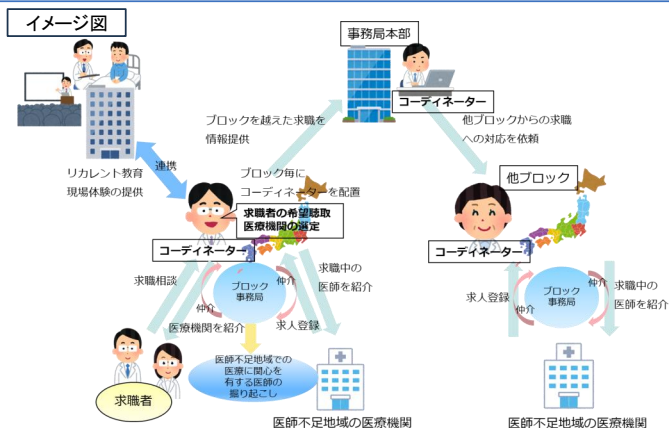 イメージ図
事務局本部
コーディネーター
ブロックを越えた求職を
情報提供
他ブロックからの求職
への対応を依頼
リカレント教育
現場体験の提供
連携
ブロック毎に
コーディネーターを配置
求職者の希望聴取
医療機関の選定
コーディネーター
他ブロック
コーディネーター
求職相談
医療機関を紹介
ブロック
事務局
仲介
仲介
求職中の
医師を紹介
求人登録
医師不足地域での
医療に関心を
有する医師の
掘り起こし
求職者
医師不足地域の医療機関
求人登録
ブロック
事務局
仲介
仲介
求職中の
医師を紹介
医師不足地域の医療機関